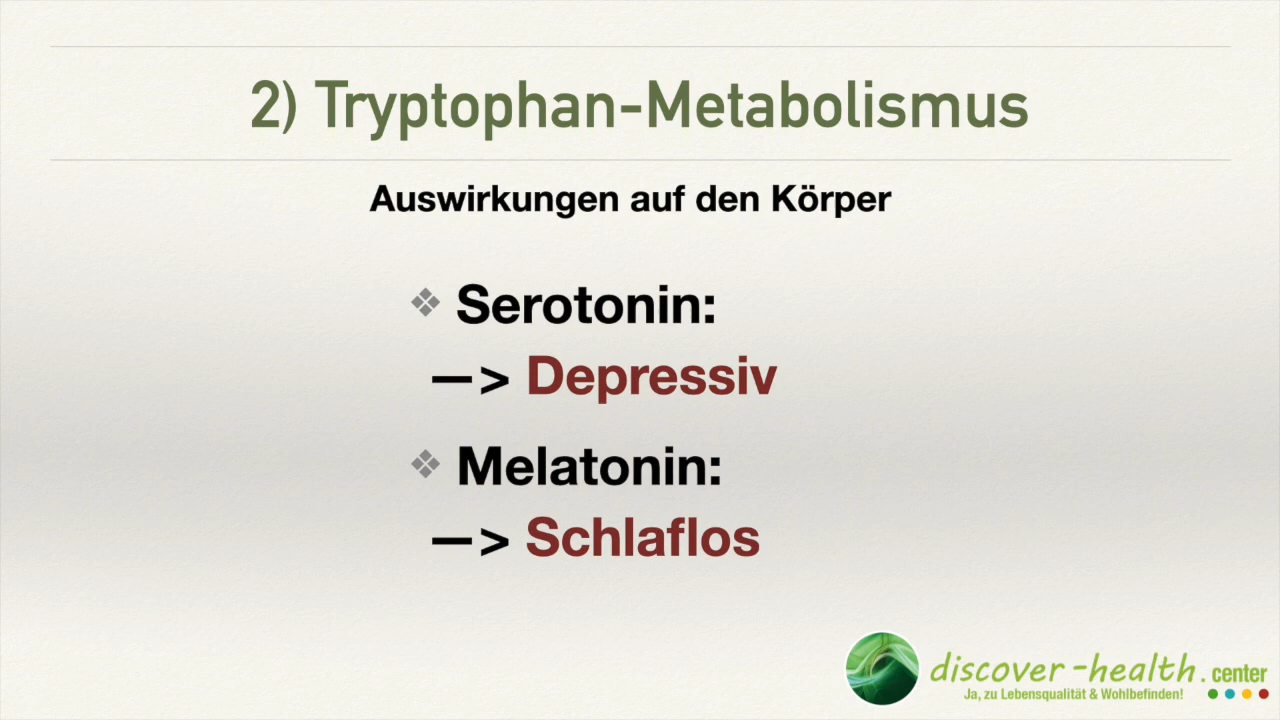 2) Tryptophan-Metabolismus
Auswirkungen auf den Körper
❖ Serotonin:
—> Depressiv
❖ Melatonin:
—> Schlaflos
discover-health.center
Ja, zu Lebensqualität & Wohlbefinden!